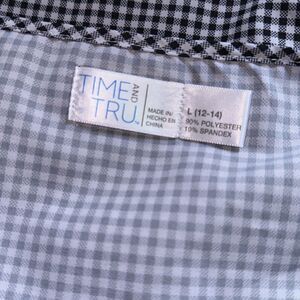 TIME AND
TRU.
MADE IN
HECHO EN
CHINA
L (12-14)
90% POLYESTER
10% SPANDEX